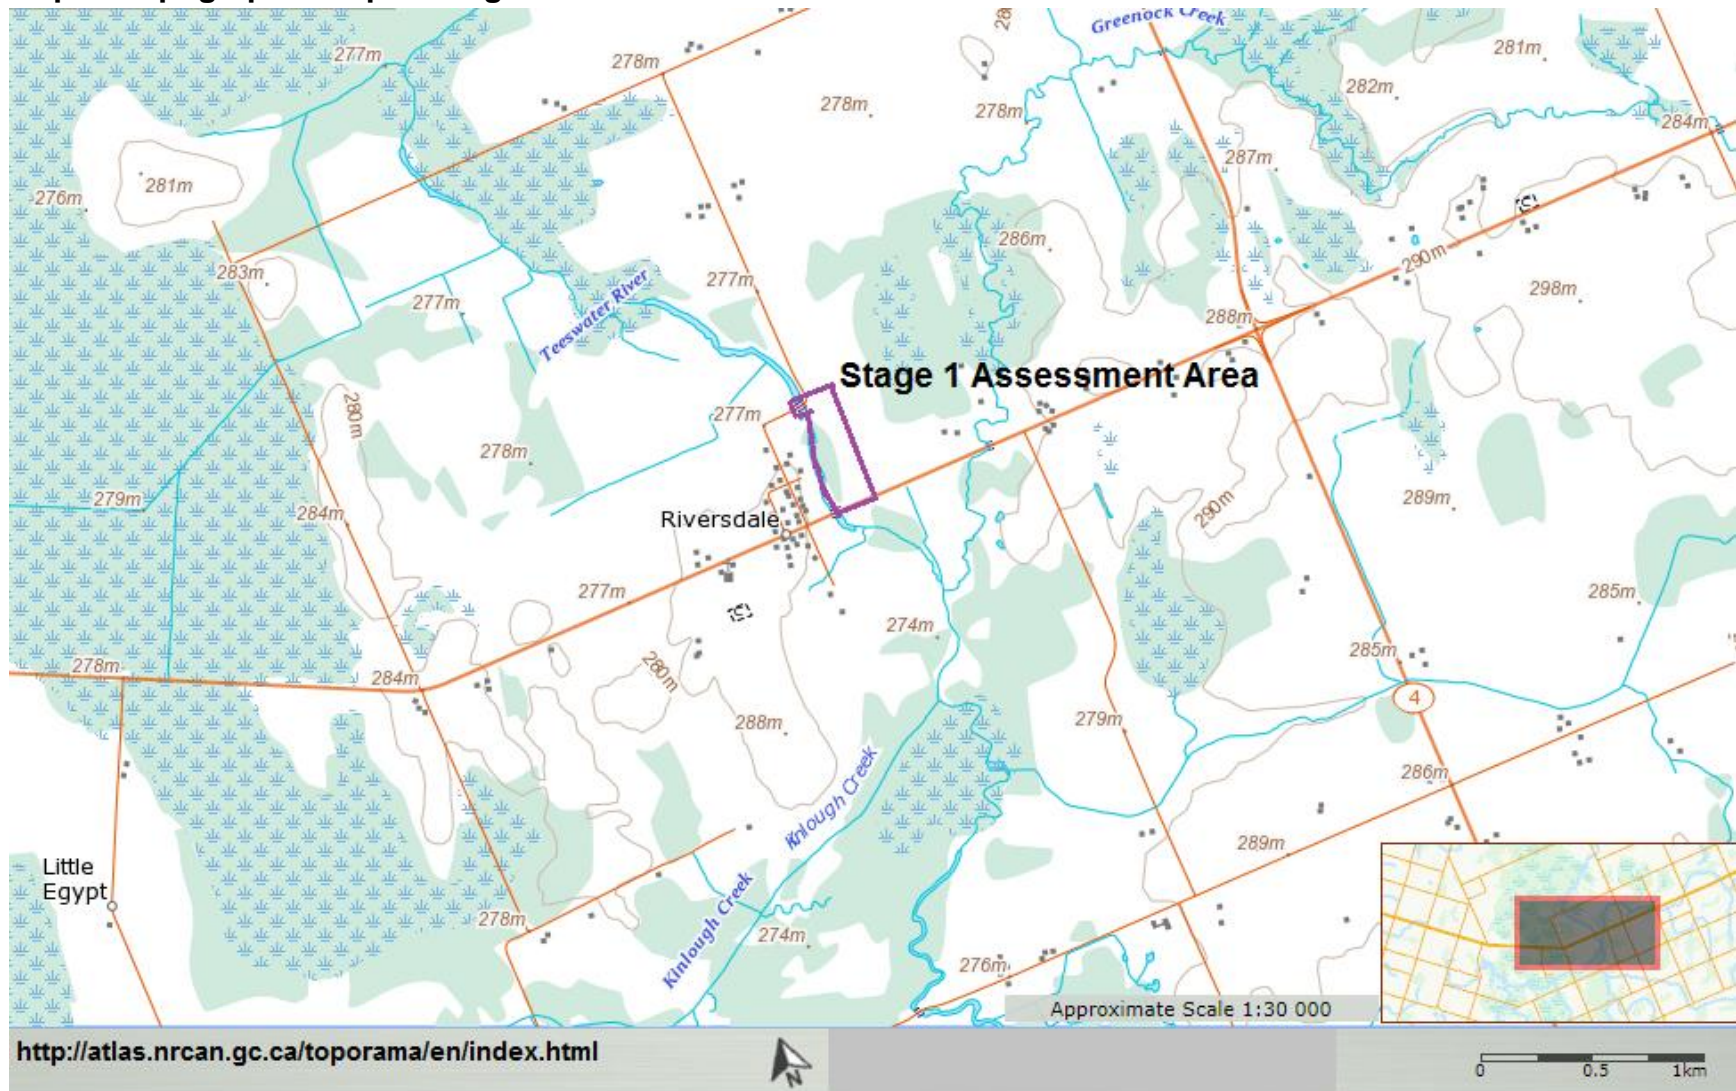 Greenock Creek
277m
278m
281m
278m
278m
282m
28
284m
287m
281m
276m
286m
290m
283m
277m
277m
298m
Teeswater River
288m
Stage 1 Assessment Area
277m
280m
278m
289m
279m
284m
290m
Riversdale
277m
285m
274m
278m
284m
280m
285m
4
288m
279m
286m
Kinlough Creek
289m
Little
Egypt
Kinlough Creek
278m
274m
276m
Approximate Scale 1:30 000
http://atlas.nrcan.gc.ca/toporama/en/index.html
N
0 0.5 1km